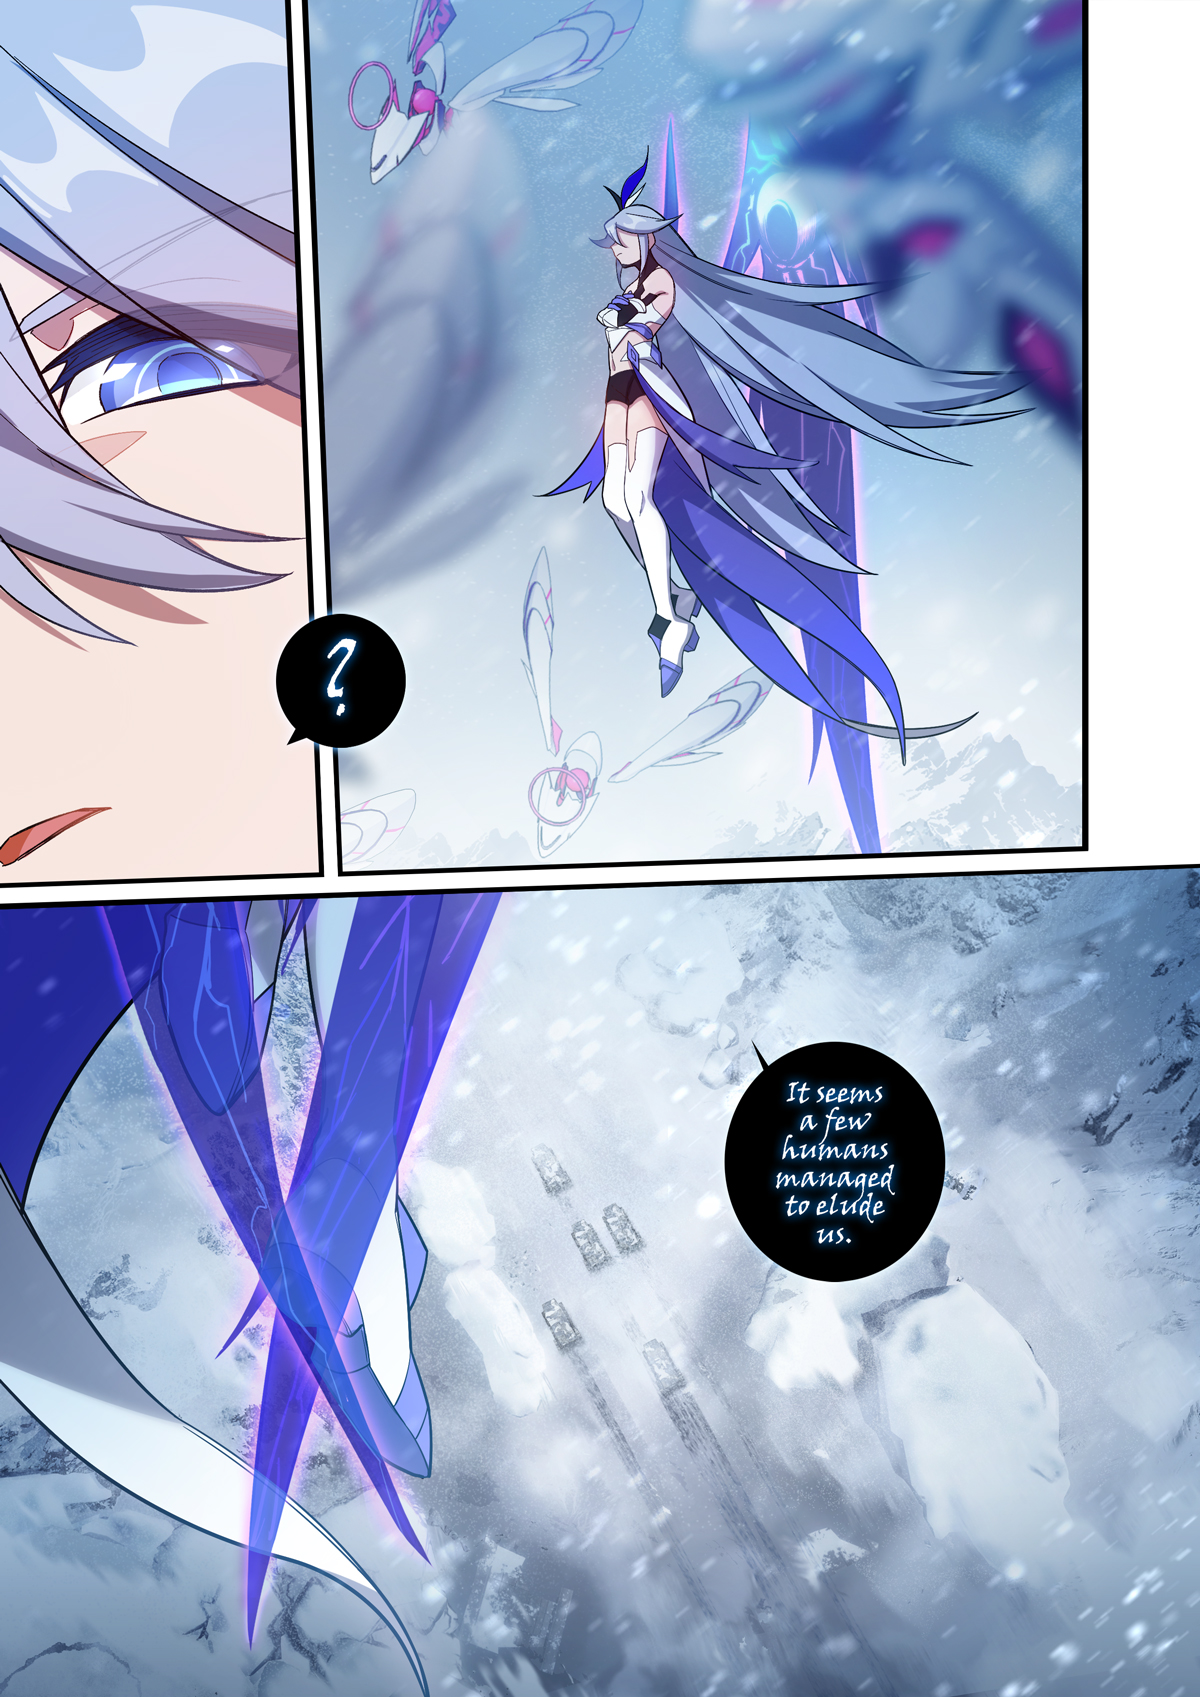 ?
It seems
a few
humans
managed
to elude
us.